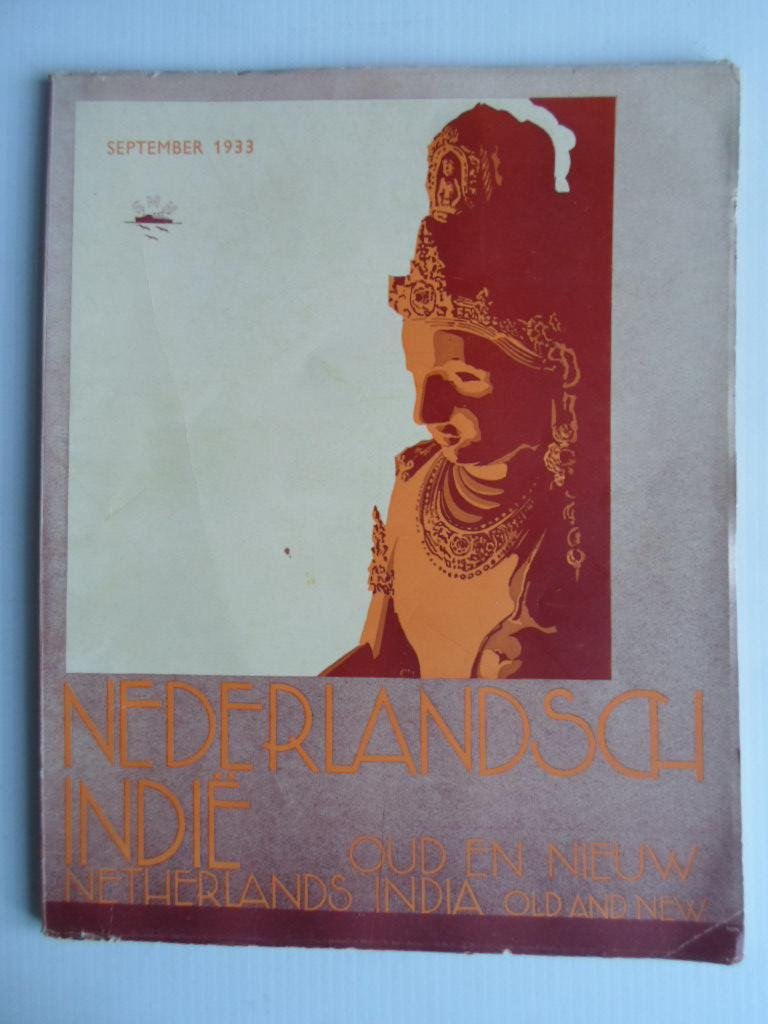 SEPTEMBER 1933
NEDERLANDSCH
INDIË
OUD EN NIEUW
NETHERLANDS INDIA OLD AND NEW